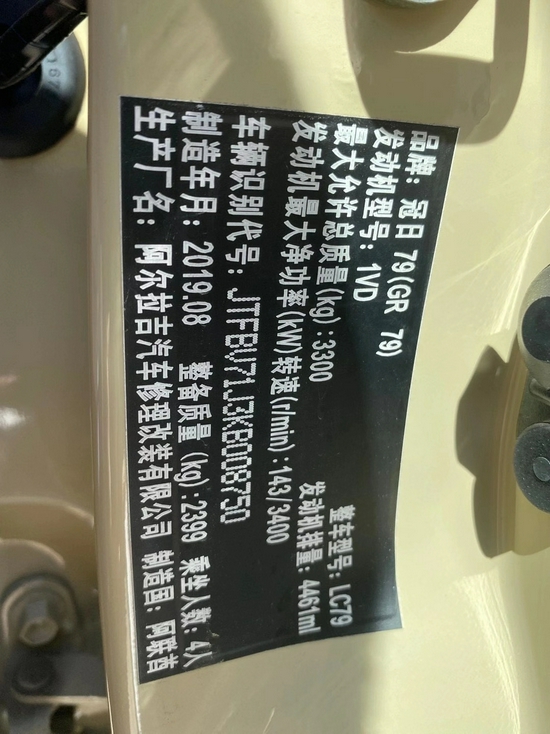 品牌：冠日 79(GR 79)
发动机型号：1VD 整车型号：LC79
最大允许总质量(kg)：3300 发动机排量：4461ml
发动机最大净功率(kW)转速(r/min)：143/3400
车辆识别代号：JTFBV71J3KB008750
制造年月：2019.08 整备质量(kg)：2399 乘坐人数：4人
生产厂名：阿尔拉吉汽车修理改装有限公司 制造国：阿联酋